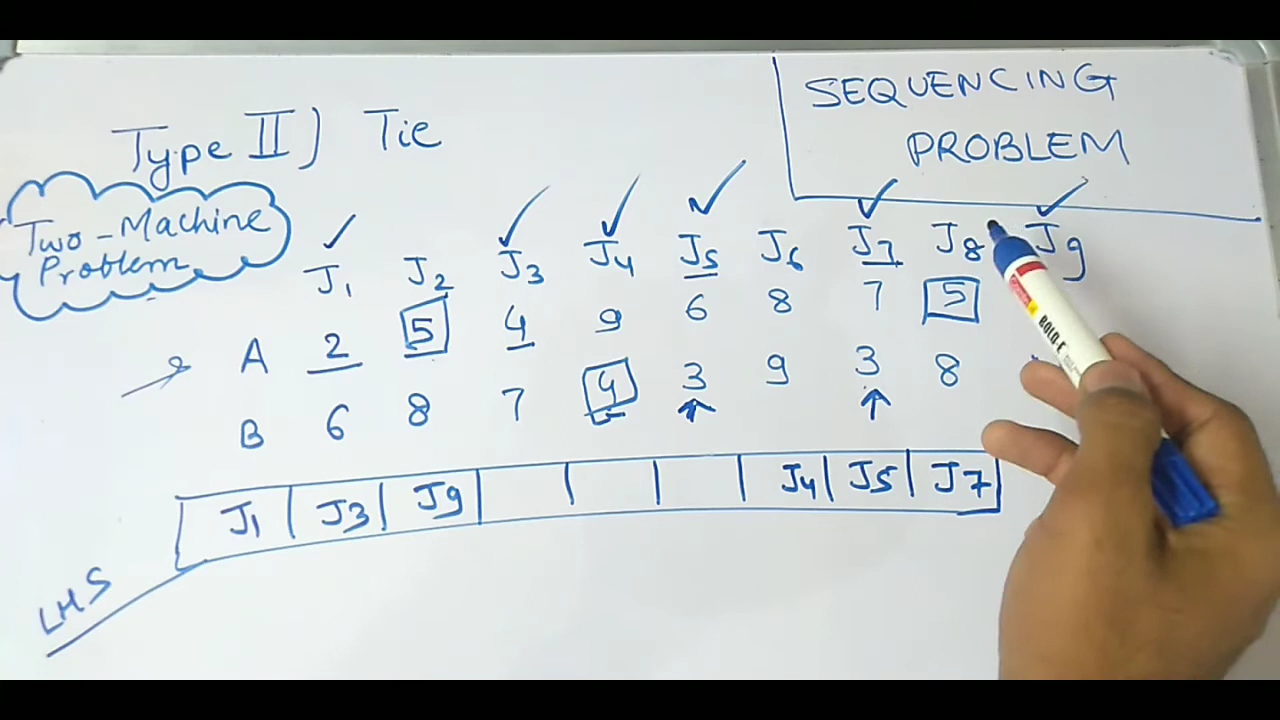 SEQUENCING
PROBLEM
Type II) Tie
Two-Machine
Problem
J1 J2 J3 J4 J5 J6 J7 J8 J9
A 2 5 4 9 6 8 7 5
B 6 8 7 4 3 9 3 8
J1 J3 J9 J4 J5 J7
LHS
BOLD-E